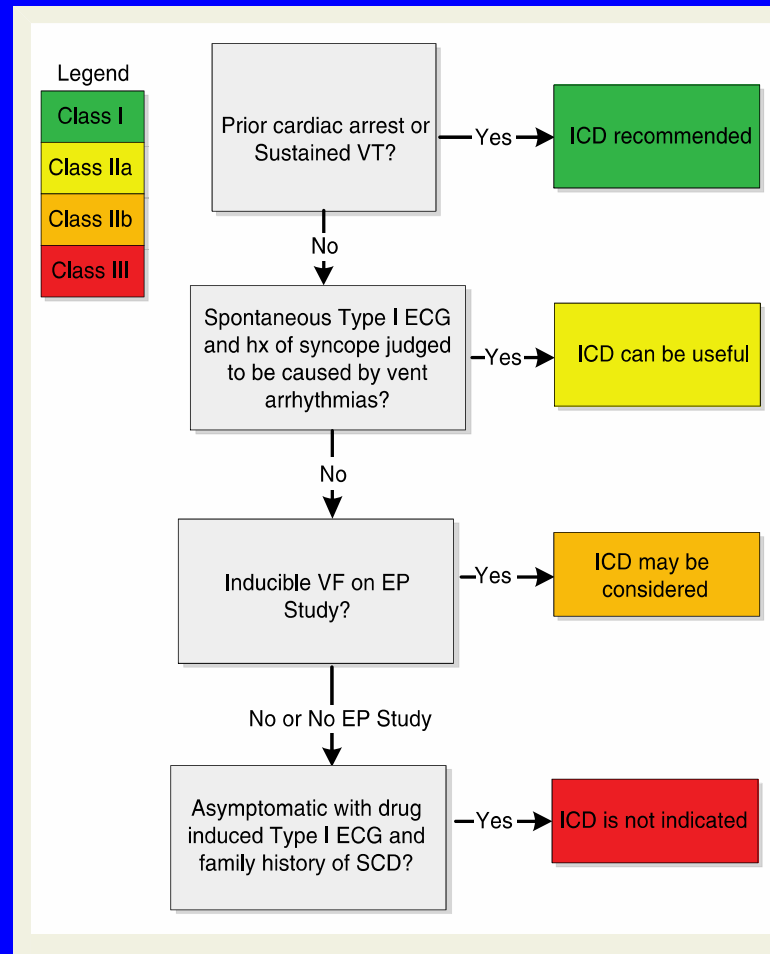 Legend
Class I
Class IIa
Class IIb
Class III
Prior cardiac arrest or
Sustained VT?
Yes
ICD recommended
No
Spontaneous Type I ECG
and hx of syncope judged
to be caused by vent
arrhythmias?
Yes
ICD can be useful
No
Inducible VF on EP
Study?
Yes
ICD may be
considered
No or No EP Study
Asymptomatic with drug
induced Type I ECG and
family history of SCD?
Yes
ICD is not indicated